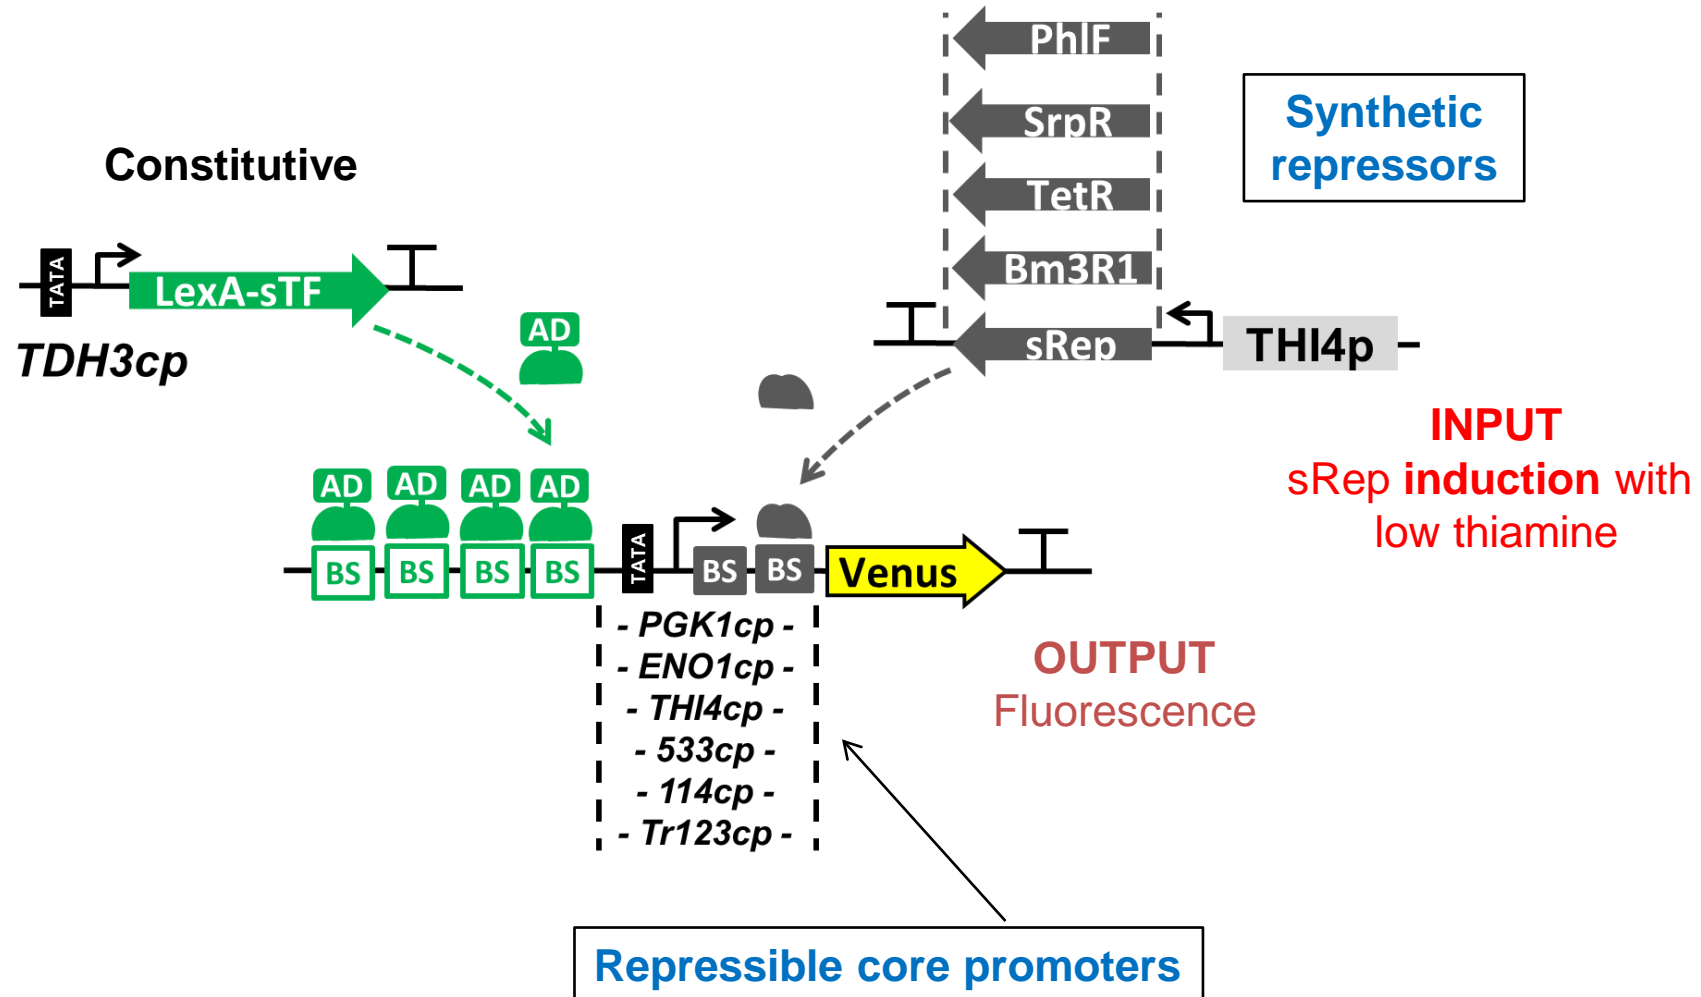 PhlF
SrpR
TetR
Bm3R1
sRep
Synthetic
repressors
Constitutive
TATA
LexA-sTF
TDH3cp
AD
THI4p
INPUT
sRep induction with
low thiamine
AD AD AD AD
BS BS BS BS
TATA
BS BS
Venus
- PGK1cp -
- ENO1cp -
- THI4cp -
- 533cp -
- 114cp -
- Tr123cp -
OUTPUT
Fluorescence
Repressible core promoters